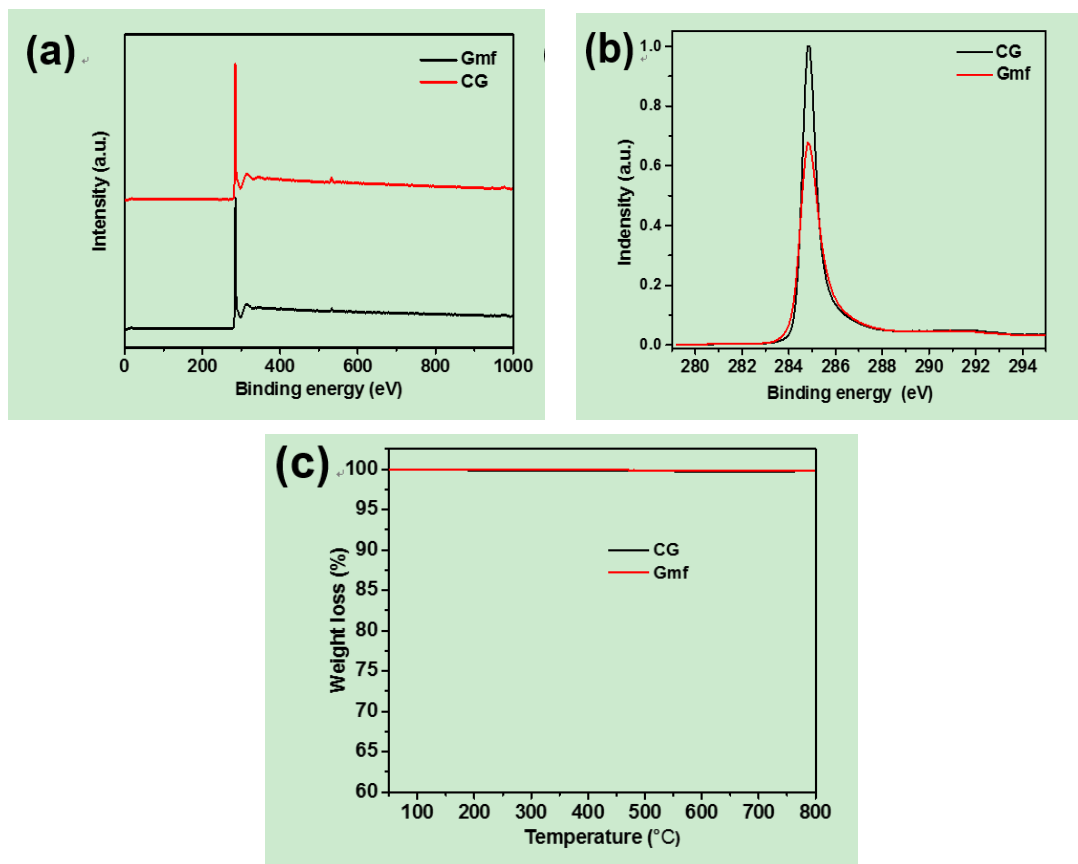 (a)
Gmf
CG
Intensity (a.u.)
0 200 400 600 800 1000
Binding energy (eV)
(b)
CG
Gmf
Indensity (a.u.)
1.0
0.8
0.6
0.4
0.2
0.0
280 282 284 286 288 290 292 294
Binding energy (eV)
(c)
CG
Gmf
Weight loss (%)
100
95
90
85
80
75
70
65
60
100 200 300 400 500 600 700 800
Temperature (°C)